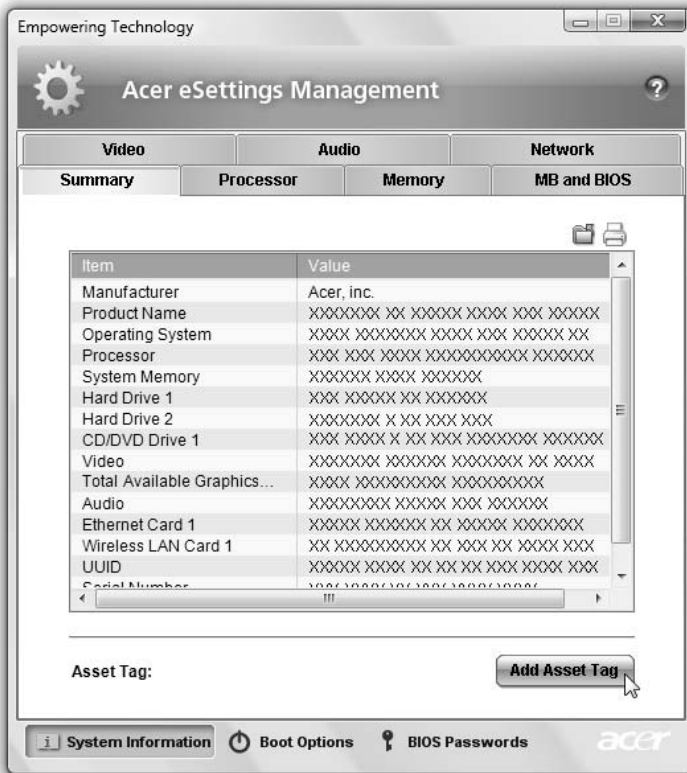 Empowering Technology
Acer eSettings Management
Video Audio Network
Summary Processor Memory MB and BIOS
Item Value
Manufacturer Acer, inc.
Product Name XXXXXXX XX XXXXX XXXX XXX XXXXX
Operating System XXXX XXXXXXX XXXX XXX XXXXX XX
Processor XXX XXX XXXX XXXXXXXXXX XXXXXX
System Memory XXXXXX XXXX XXXXXX
Hard Drive 1 XXX XXXXX XX XXXXXX
Hard Drive 2 XXXXXXX X XX XXX XXX
CD/DVD Drive 1 XXX XXXX X XX XXX XXXXXXX XXXXXX
Video XXXXXXX XXXXXX XXXXXXX XX XXXX
Total Available Graphics... XXXX XXXXXXXXX XXXXXXXXXX
Audio XXXXXXXX XXXXX XXX XXXXXX
Ethernet Card 1 XXXXX XXXXXX XX XXXXX XXXXXXX
Wireless LAN Card 1 XX XXXXXXXXX XX XXX XX XXXX XXX
UUID XXXXX XXXX XX XX XX XXX XXXX XXX
Serial Number
Asset Tag: Add Asset Tag
System Information Boot Options BIOS Passwords acer